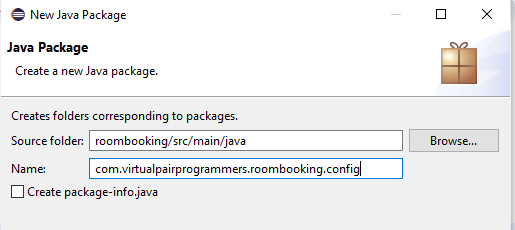 New Java Package
Java Package
Create a new Java package.
Creates folders corresponding to packages.
Source folder: roombooking/src/main/java Browse...
Name: com.virtualpairprogrammers.roombooking.config
Create package-info.java